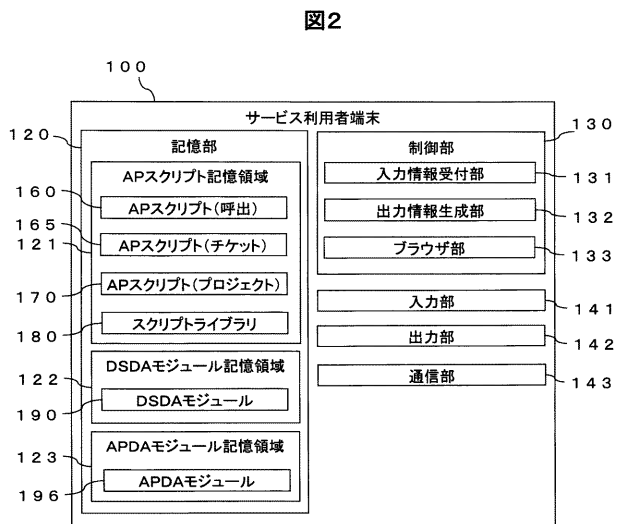 図2
100
サービス利用者端末
120
記憶部
APスクリプト記憶領域
160
APスクリプト(呼出)
165
APスクリプト(チケット)
121
170
APスクリプト(プロジェクト)
180
スクリプトライブラリ
DSDAモジュール記憶領域
122
DSDAモジュール
190
APDAモジュール記憶領域
123
APDAモジュール
196
130
制御部
入力情報受付部
131
出力情報生成部
132
ブラウザ部
133
入力部
141
出力部
142
通信部
143